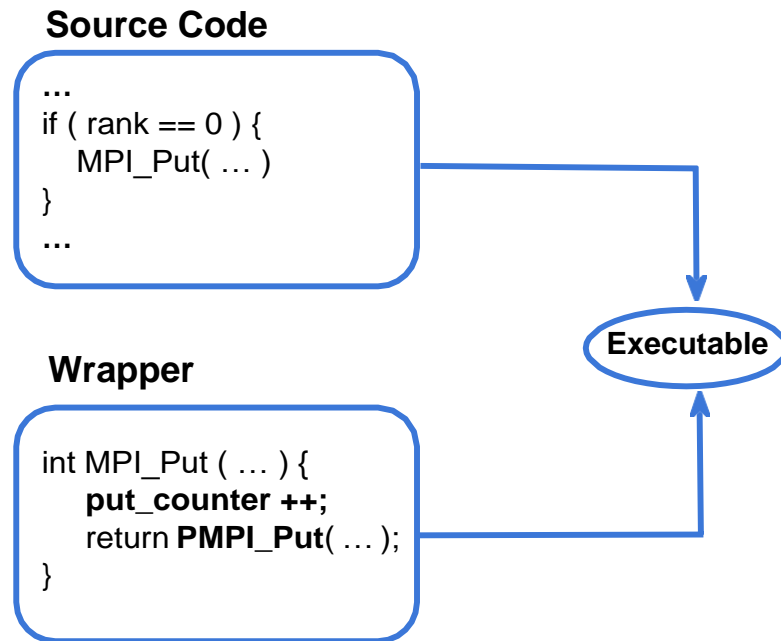 Source Code
…
if ( rank == 0 ) {
MPI_Put( … )
}
…
Executable
Wrapper
int MPI_Put ( … ) {
put_counter ++;
return PMPI_Put( … );
}